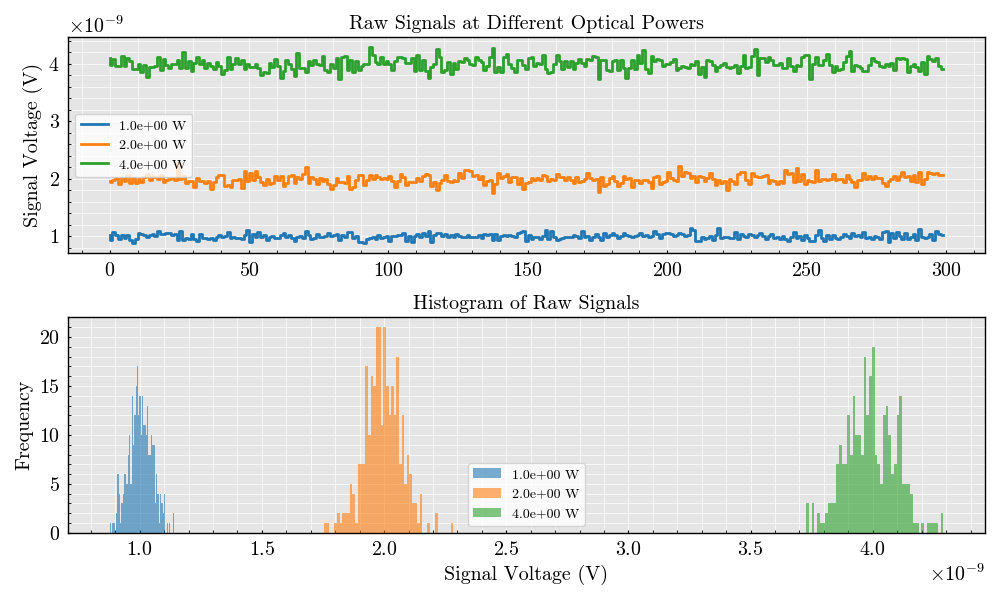 Raw Signals at Different Optical Powers
×10⁻⁹
Signal Voltage (V)
4
3
2
1
1.0e+00 W
2.0e+00 W
4.0e+00 W
0 50 100 150 200 250 300
Histogram of Raw Signals
Frequency
20
15
10
5
0
1.0e+00 W
2.0e+00 W
4.0e+00 W
1.0 1.5 2.0 2.5 3.0 3.5 4.0
Signal Voltage (V)
×10⁻⁹